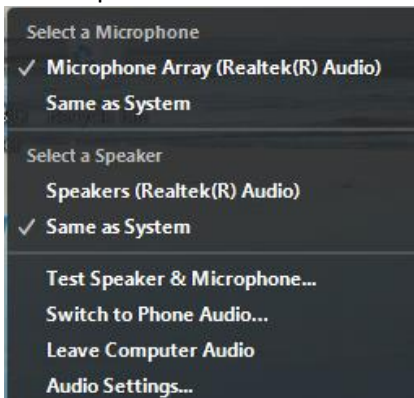 Select a Microphone
✓ Microphone Array (Realtek(R) Audio)
Same as System
Select a Speaker
Speakers (Realtek(R) Audio)
✓ Same as System
Test Speaker & Microphone...
Switch to Phone Audio...
Leave Computer Audio
Audio Settings...